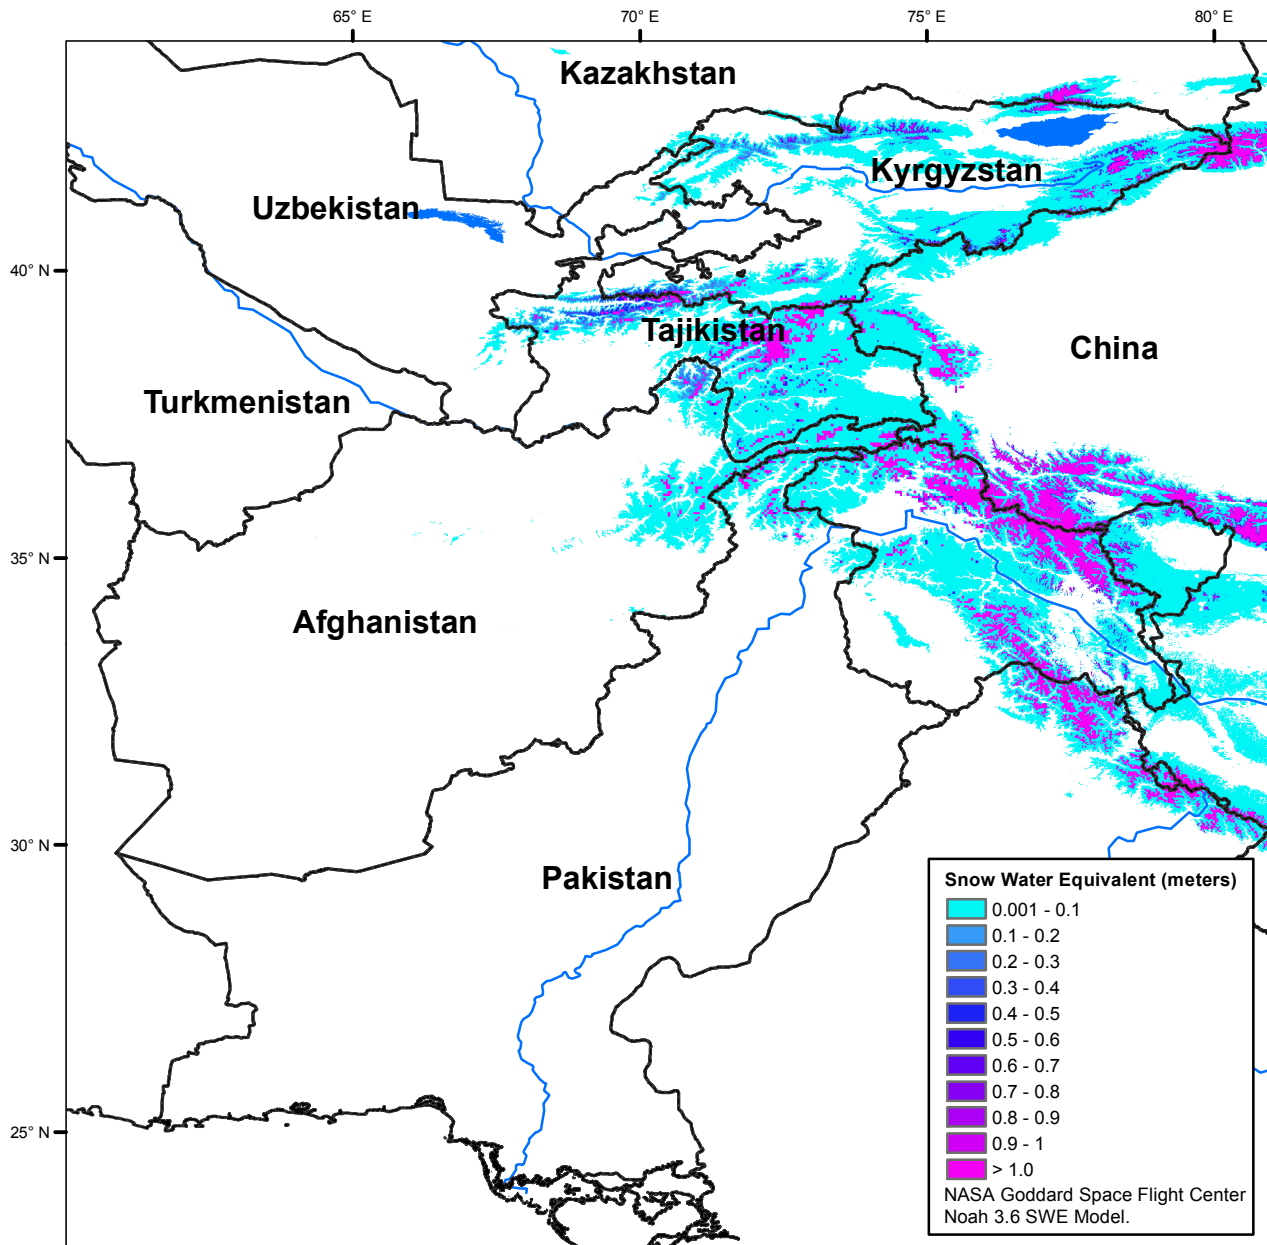 65° E 70° E 75° E 80° E
Kazakhstan
Kyrgyzstan
Uzbekistan
40° N
Tajikistan
China
Turkmenistan
35° N
Afghanistan
30° N
Pakistan
25° N
Snow Water Equivalent (meters)
0.001 - 0.1
0.1 - 0.2
0.2 - 0.3
0.3 - 0.4
0.4 - 0.5
0.5 - 0.6
0.6 - 0.7
0.7 - 0.8
0.8 - 0.9
0.9 - 1
> 1.0
NASA Goddard Space Flight Center
Noah 3.6 SWE Model.